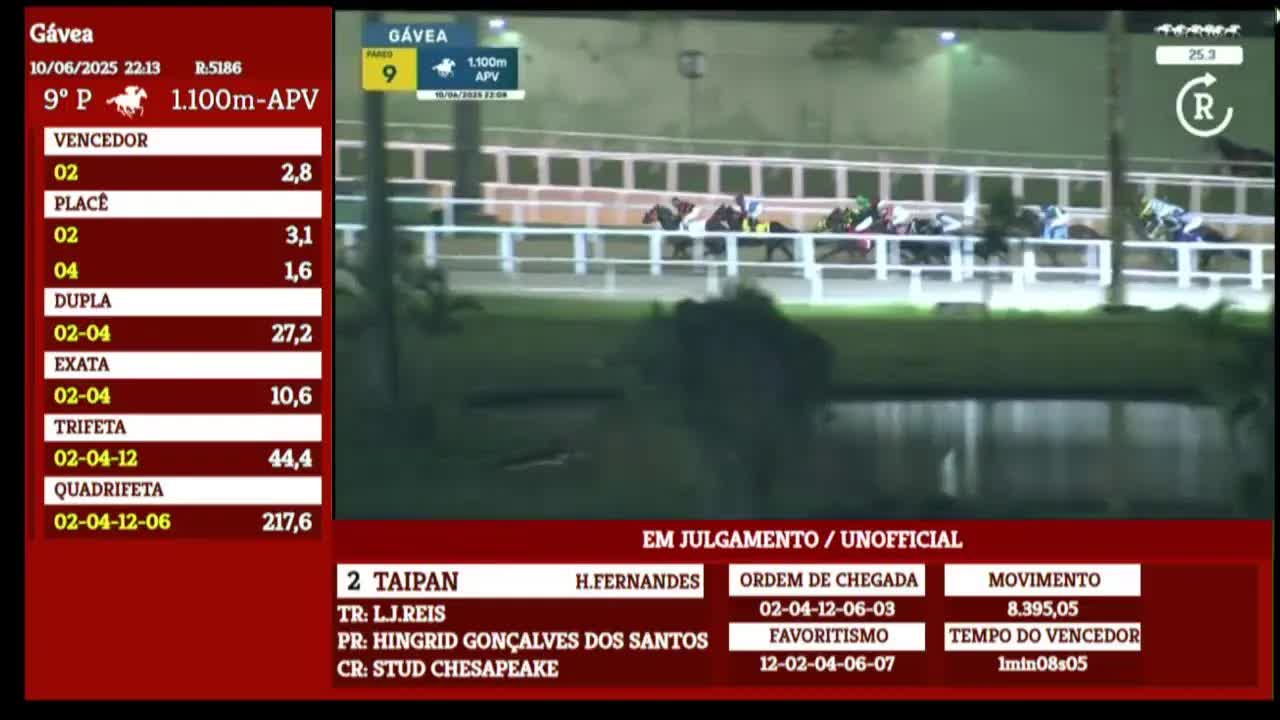 Gávea
10/06/2025 22:13 R:5186
9º P 1.100m-APV
VENCEDOR
02 2,8
PLACÊ
02 3,1
04 1,6
DUPLA
02-04 27,2
EXATA
02-04 10,6
TRIFETA
02-04-12 44,4
QUADRIFETA
02-04-12-06 217,6
GÁVEA
PAREO
9
1.100m
APV
10/06/2025 22:08
25.3
R
EM JULGAMENTO / UNOFFICIAL
2 TAIPAN H.FERNANDES
TR: L.J.REIS
PR: HINGRID GONÇALVES DOS SANTOS
CR: STUD CHESAPEAKE
ORDEM DE CHEGADA
02-04-12-06-03
FAVORITISMO
12-02-04-06-07
MOVIMENTO
8.395,05
TEMPO DO VENCEDOR
1min08s05